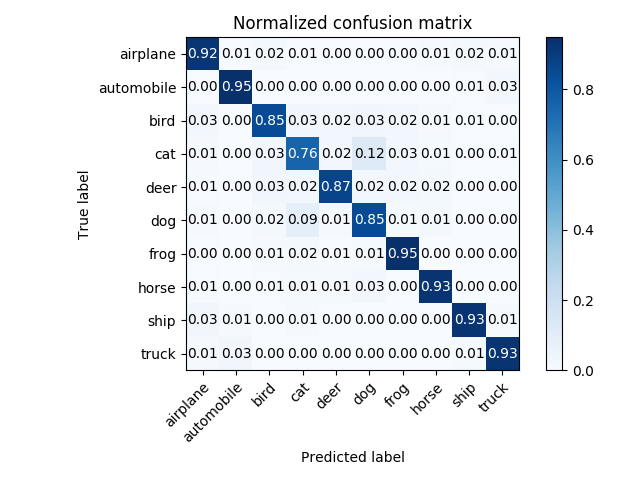 Normalized confusion matrix
airplane 0.92 0.01 0.02 0.01 0.00 0.00 0.00 0.01 0.02 0.01
automobile 0.00 0.95 0.00 0.00 0.00 0.00 0.00 0.00 0.01 0.03
bird 0.03 0.00 0.85 0.03 0.02 0.03 0.02 0.01 0.01 0.00
cat 0.01 0.00 0.03 0.76 0.02 0.12 0.03 0.01 0.00 0.01
deer 0.01 0.00 0.03 0.02 0.87 0.02 0.02 0.02 0.00 0.00
dog 0.01 0.00 0.02 0.09 0.01 0.85 0.01 0.01 0.00 0.00
frog 0.00 0.00 0.01 0.02 0.01 0.01 0.95 0.00 0.00 0.00
horse 0.01 0.00 0.01 0.01 0.01 0.03 0.00 0.93 0.00 0.00
ship 0.03 0.01 0.00 0.01 0.00 0.00 0.00 0.00 0.93 0.01
truck 0.01 0.03 0.00 0.00 0.00 0.00 0.00 0.00 0.01 0.93
airplane automobile bird cat deer dog frog horse ship truck
True label
Predicted label
0.8
0.6
0.4
0.2
0.0